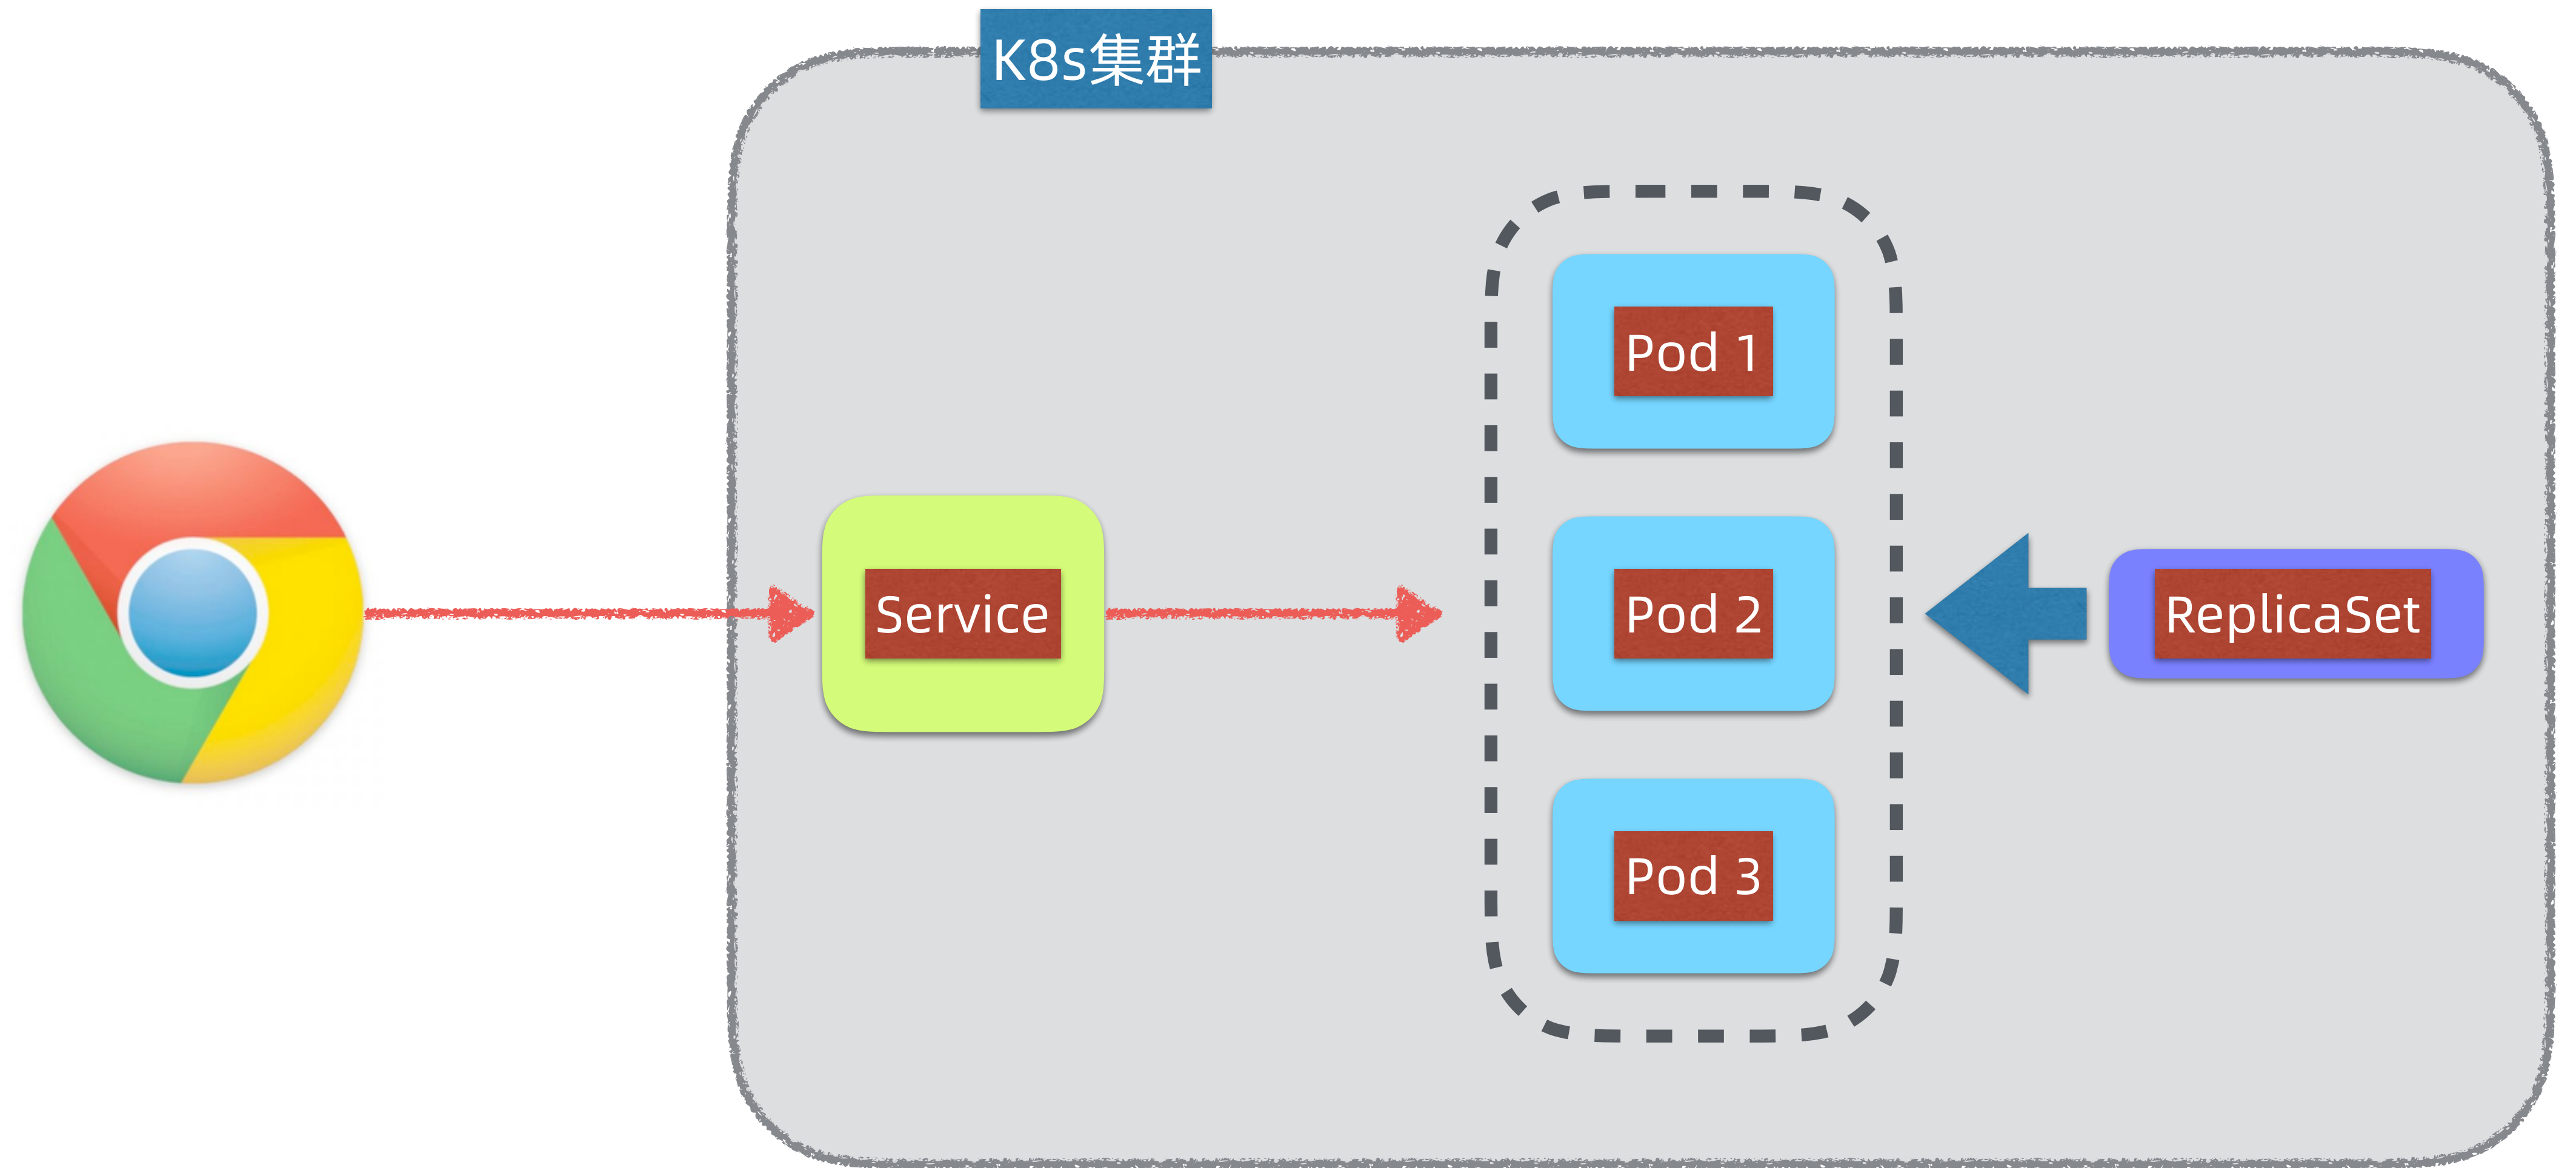 K8s集群
Pod 1
Service
Pod 2
ReplicaSet
Pod 3